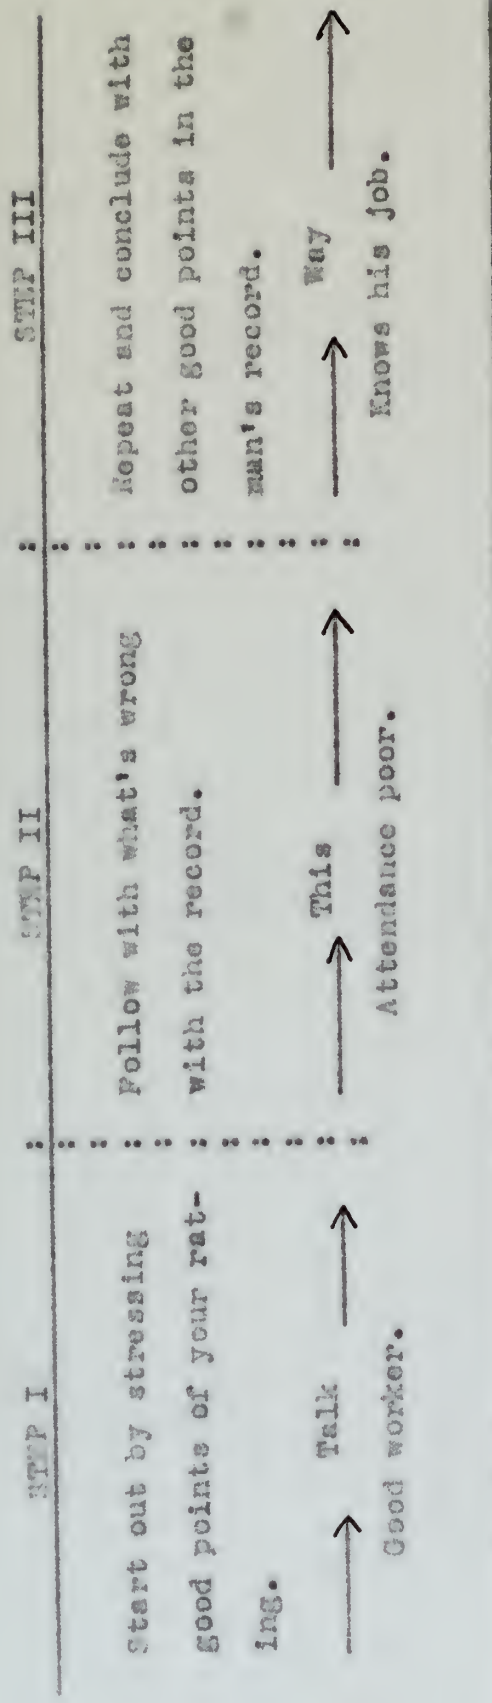 STEP I
Start out by stressing
good points of your rat-
ing.
Talk
Good worker.
STEP II
Follow with what's wrong
with the record.
This
Attendance poor.
STEP III
Repeat and conclude with
other good points in the
man's record.
Way
Knows his job.